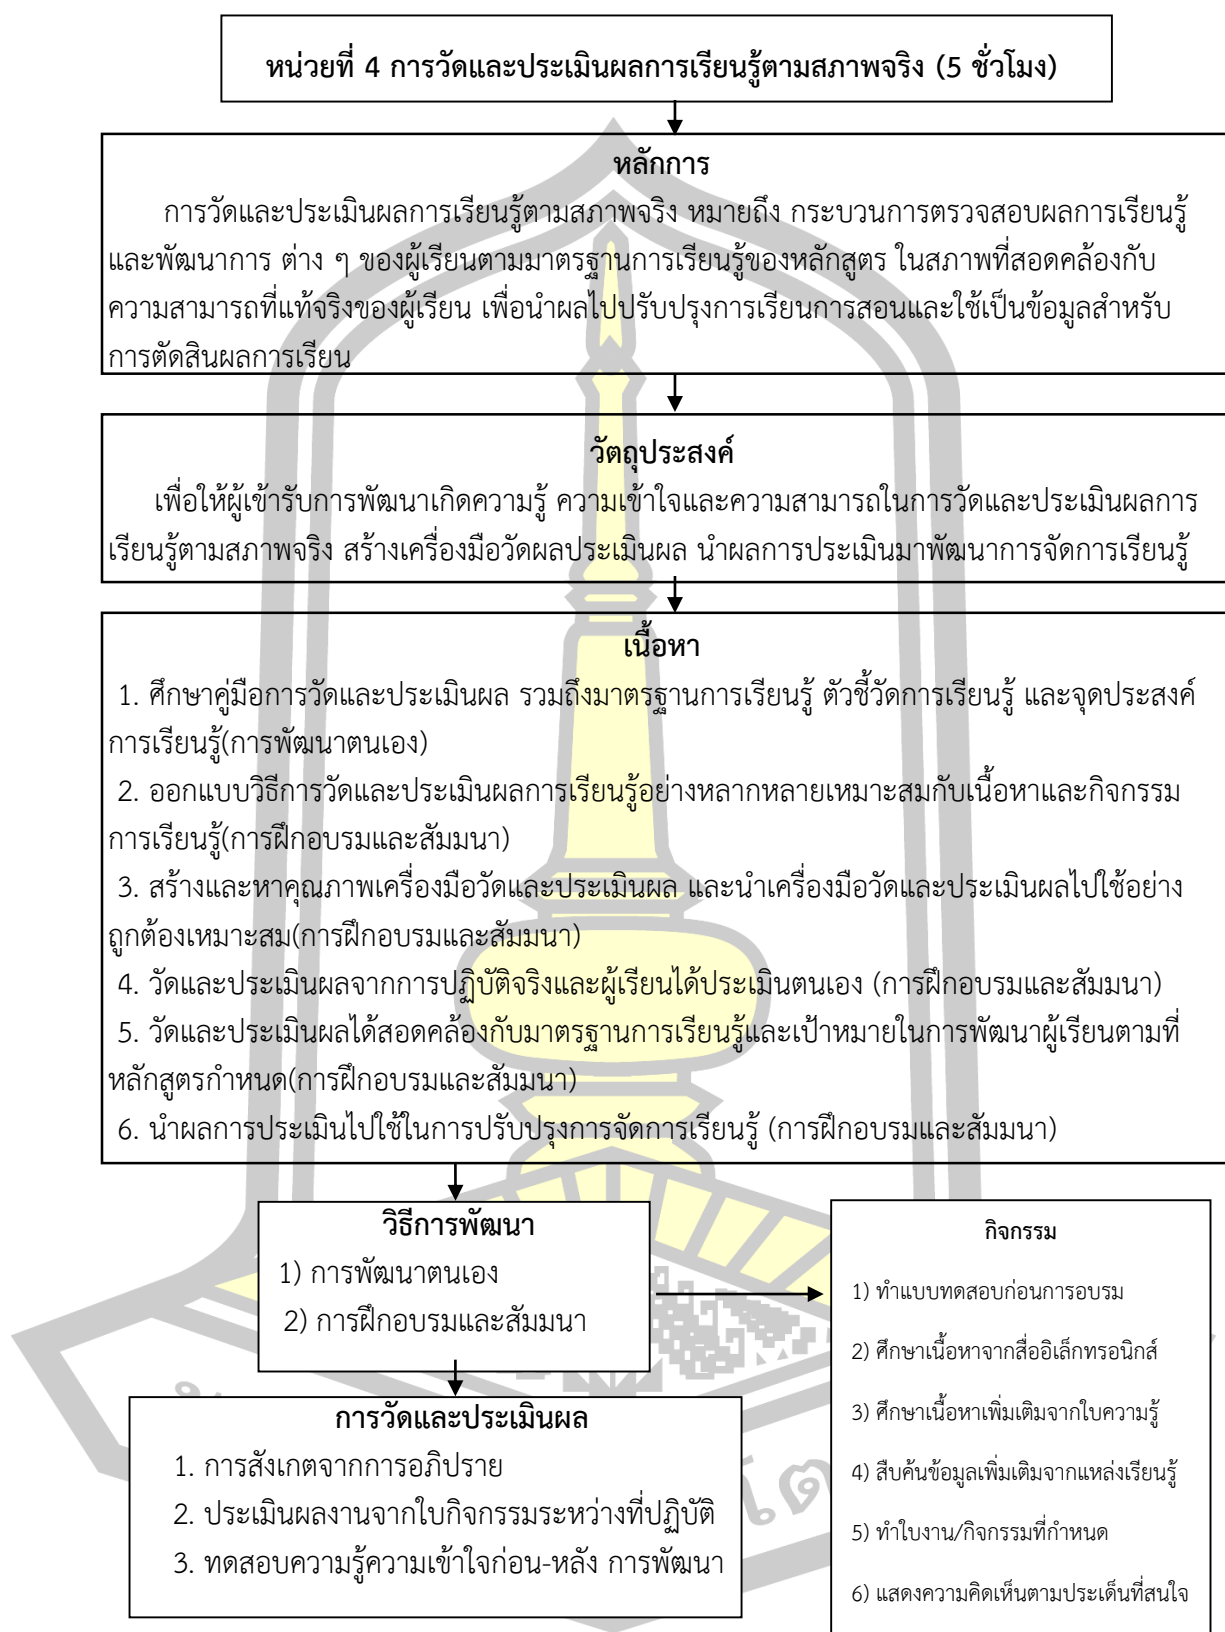 หน่วยที่ 4 การวัดและประเมินผลการเรียนรู้ตามสภาพจริง (5 ชั่วโมง)
หลักการ
การวัดและประเมินผลการเรียนรู้ตามสภาพจริง หมายถึง กระบวนการตรวจสอบผลการเรียนรู้
และพัฒนาการ ต่าง ๆ ของผู้เรียนตามมาตรฐานการเรียนรู้ของหลักสูตร ในสภาพที่สอดคล้องกับ
ความสามารถที่แท้จริงของผู้เรียน เพื่อนำผลไปปรับปรุงการเรียนการสอนและใช้เป็นข้อมูลสำหรับ
การตัดสินผลการเรียน
วัตถุประสงค์
เพื่อให้ผู้เข้ารับการพัฒนาเกิดความรู้ ความเข้าใจและความสามารถในการวัดและประเมินผลการ
เรียนรู้ตามสภาพจริง สร้างเครื่องมือวัดผลประเมินผล นำผลการประเมินมาพัฒนาการจัดการเรียนรู้
เนื้อหา
1. ศึกษาคู่มือการวัดและประเมินผล รวมถึงมาตรฐานการเรียนรู้ ตัวชี้วัดการเรียนรู้ และจุดประสงค์
การเรียนรู้(การพัฒนาตนเอง)
2. ออกแบบวิธีการวัดและประเมินผลการเรียนรู้อย่างหลากหลายเหมาะสมกับเนื้อหาและกิจกรรม
การเรียนรู้(การฝึกอบรมและสัมมนา)
3. สร้างและหาคุณภาพเครื่องมือวัดและประเมินผล และนำเครื่องมือวัดและประเมินผลไปใช้อย่าง
ถูกต้องเหมาะสม(การฝึกอบรมและสัมมนา)
4. วัดและประเมินผลจากการปฏิบัติจริงและผู้เรียนได้ประเมินตนเอง (การฝึกอบรมและสัมมนา)
5. วัดและประเมินผลได้สอดคล้องกับมาตรฐานการเรียนรู้และเป้าหมายในการพัฒนาผู้เรียนตามที่
หลักสูตรกำหนด(การฝึกอบรมและสัมมนา)
6. นำผลการประเมินไปใช้ในการปรับปรุงการจัดการเรียนรู้ (การฝึกอบรมและสัมมนา)
วิธีการพัฒนา
1) การพัฒนาตนเอง
2) การฝึกอบรมและสัมมนา
กิจกรรม
1) ทำแบบทดสอบก่อนการอบรม
2) ศึกษาเนื้อหาจากสื่ออิเล็กทรอนิกส์
3) ศึกษาเนื้อหาเพิ่มเติมจากใบความรู้
4) สืบค้นข้อมูลเพิ่มเติมจากแหล่งเรียนรู้
5) ทำใบงาน/กิจกรรมที่กำหนด
6) แสดงความคิดเห็นตามประเด็นที่สนใจ
การวัดและประเมินผล
1. การสังเกตจากการอภิปราย
2. ประเมินผลงานจากใบกิจกรรมระหว่างที่ปฏิบัติ
3. ทดสอบความรู้ความเข้าใจก่อน-หลัง การพัฒนา